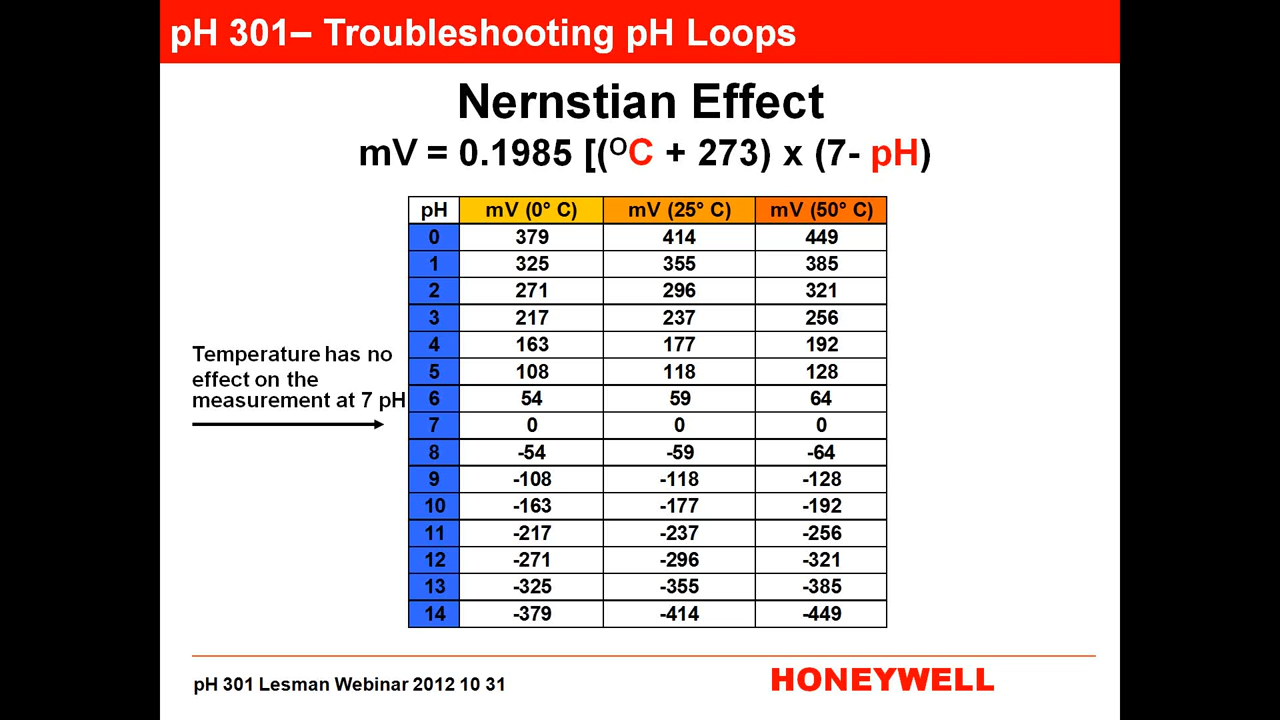 pH 301– Troubleshooting pH Loops
Nernstian Effect
mV = 0.1985 [(°C + 273) x (7- pH)
pH mV (0° C) mV (25° C) mV (50° C)
0 379 414 449
1 325 355 385
2 271 296 321
3 217 237 256
4 163 177 192
5 108 118 128
6 54 59 64
7 0 0 0
8 -54 -59 -64
9 -108 -118 -128
10 -163 -177 -192
11 -217 -237 -256
12 -271 -296 -321
13 -325 -355 -385
14 -379 -414 -449
Temperature has no
effect on the
measurement at 7 pH
pH 301 Lesman Webinar 2012 10 31
HONEYWELL